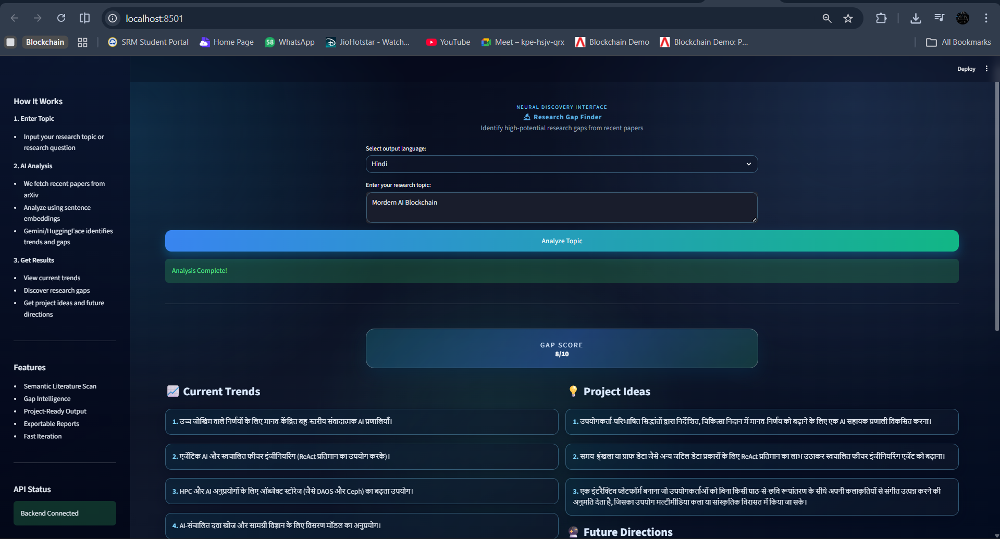 localhost:8501
Blockchain
SRM Student Portal
Home Page
58
WhatsApp
JioHotstar - Watch...
YouTube
Meet – kpe-hsjv-qrx
Blockchain Demo
Blockchain Demo: P...
All Bookmarks
Deploy
How It Works
1. Enter Topic
Input your research topic or
research question
2. AI Analysis
We fetch recent papers from
arXiv
Analyze using sentence
embeddings
Gemini/HuggingFace identifies
trends and gaps
3. Get Results
View current trends
Discover research gaps
Get project ideas and future
directions
Features
Semantic Literature Scan
Gap Intelligence
Project-Ready Output
Exportable Reports
Fast Iteration
API Status
Backend Connected
NEURAL DISCOVERY INTERFACE
Research Gap Finder
Identify high-potential research gaps from recent papers
Select output language:
Hindi
Enter your research topic:
Mordern AI Blockchain
Analyze Topic
Analysis Complete!
GAP SCORE
8/10
Current Trends
1. उच्च जोखिम वाले निर्णयों के लिए मानव-केंद्रित बहु-स्तरीय संवादात्मक AI प्रणालियाँ।
2. एजेंटिक AI और स्वचालित फीचर इंजीनियरिंग (ReAct प्रतिमान का उपयोग करके)।
3. HPC और AI अनुप्रयोगों के लिए ऑब्जेक्ट स्टोरेज (जैसे DAOS और Ceph) का बढ़ता उपयोग।
4. AI-संचालित दवा खोज और सामग्री विज्ञान के लिए विसरण मॉडल का अनुप्रयोग।
Project Ideas
1. उपयोगकर्ता-परिभाषित सिद्धांतों द्वारा निर्देशित, चिकित्सा निदान में मानव-निर्णय को बढ़ाने के लिए एक AI सहायक प्रणाली विकसित करना।
2. समय-श्रृंखला या ग्राफ डेटा जैसे अन्य जटिल डेटा प्रकारों के लिए ReAct प्रतिमान का लाभ उठाकर स्वचालित फीचर इंजीनियरिंग एजेंट को बढ़ाना।
3. एक इंटरैक्टिव प्लेटफॉर्म बनाना जो उपयोगकर्ताओं को बिना किसी पाठ-से-छवि रूपांतरण के सीधे अपनी कलाकृतियों से संगीत उत्पन्न करने की
अनुमति देता है, जिसका उपयोग मल्टीमीडिया कला या सांस्कृतिक विरासत में किया जा सके।
Future Directions